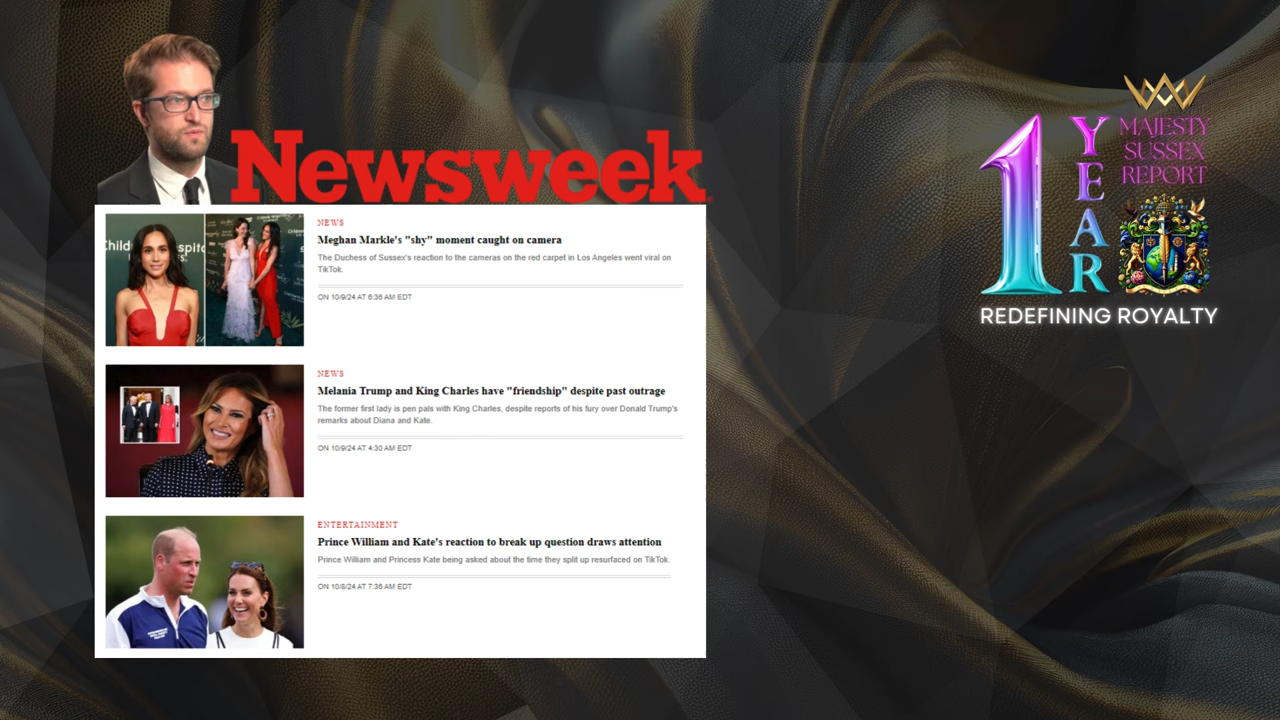 Newsweek
NEWS
Meghan Markle's "shy" moment caught on camera
The Duchess of Sussex's reaction to the cameras on the red carpet in Los Angeles went viral on
TikTok.
ON 10/9/24 AT 6:36 AM EDT
NEWS
Melania Trump and King Charles have "friendship" despite past outrage
The former first lady is pen pals with King Charles, despite reports of his fury over Donald Trump's
remarks about Diana and Kate.
ON 10/9/24 AT 4:30 AM EDT
ENTERTAINMENT
Prince William and Kate's reaction to break up question draws attention
Prince William and Princess Kate being asked about the time they split up resurfaced on TikTok.
ON 10/8/24 AT 7:36 AM EDT
1 YEAR
MAJESTY
SUSSEX
REPORT
REDEFINING ROYALTY